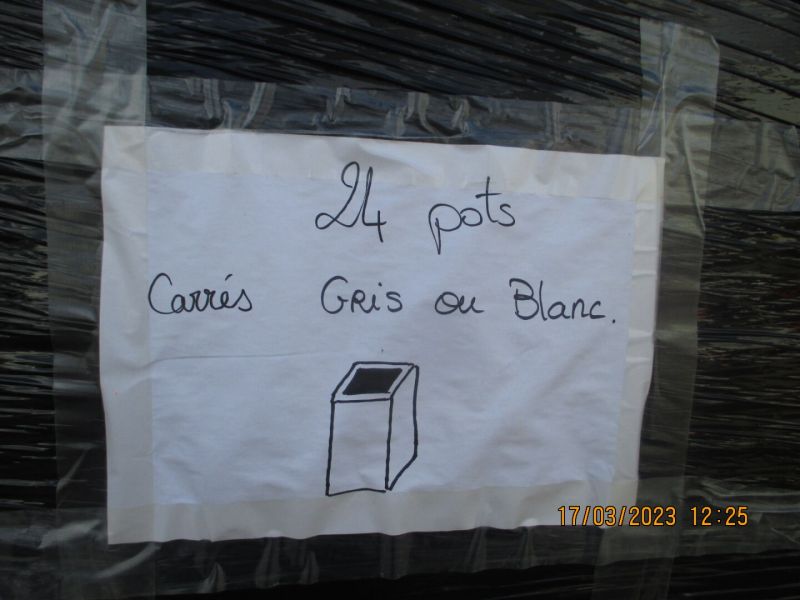 24 pots
Carrés GRIS ou Blanc.
17/03/2023 12:25